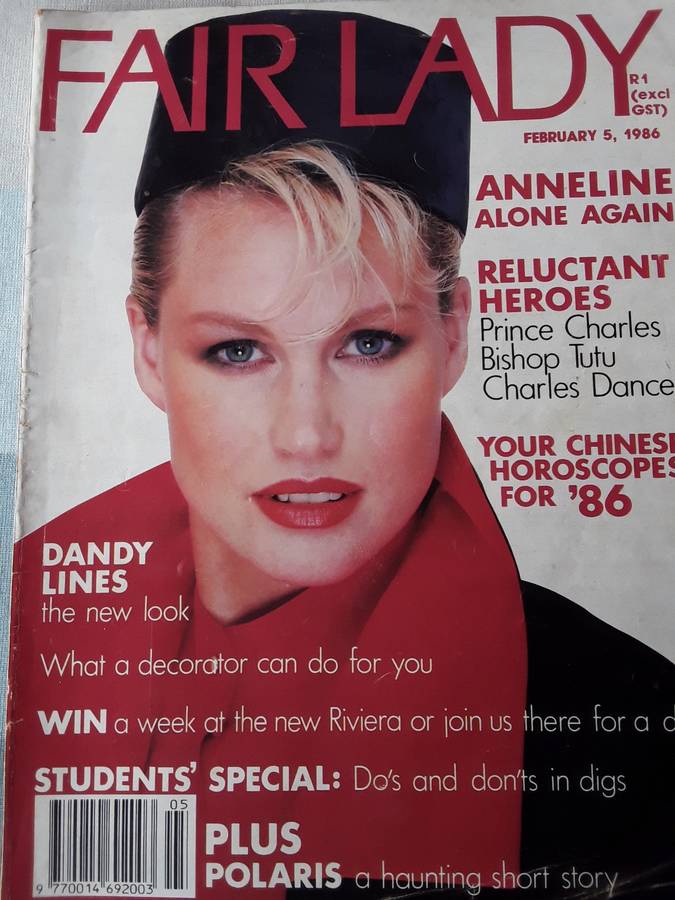 FAIR LADY
R1
(excl
GST)
FEBRUARY 5, 1986
ANNELINE
ALONE AGAIN
RELUCTANT
HEROES
Prince Charles
Bishop Tutu
Charles Dance
YOUR CHINESE
HOROSCOPES
FOR '86
DANDY
LINES
the new look
What a decorator can do for you
WIN a week at the new Riviera or join us there for a d
STUDENTS' SPECIAL: Do's and don'ts in digs
05
PLUS
POLARIS a haunting short story
9 770014 692003